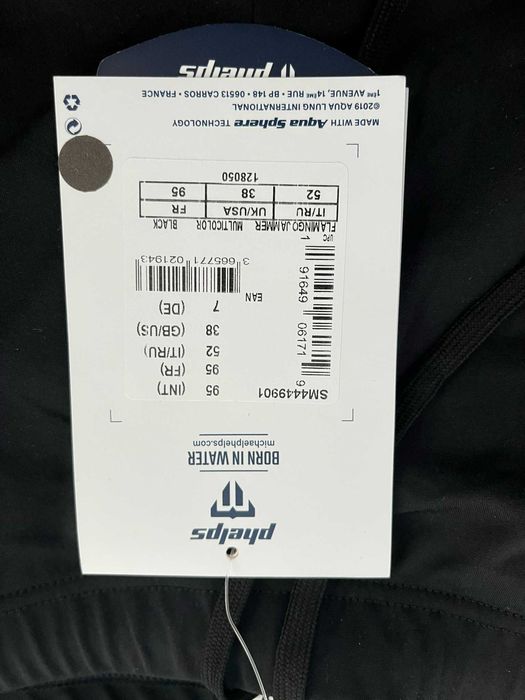 phelps
BORN IN WATER
michaelphelps.com
SM4449901
95 (INT)
95 (FR)
52 (IT/RU)
38 (GB/US)
7 (DE)
EAN
3 665771 021943
UPC
1 91649 06171 9
FLAMINGO JAMMER MULTICOLOR BLACK
IT/RU UK/USA FR
52 38 95
128050
MADE WITH Aqua Sphere TECHNOLOGY
©2019 AQUA LUNG INTERNATIONAL
1ÈRE AVENUE, 14ÈME RUE • BP 148 • 06513 CARROS • FRANCE
phelps